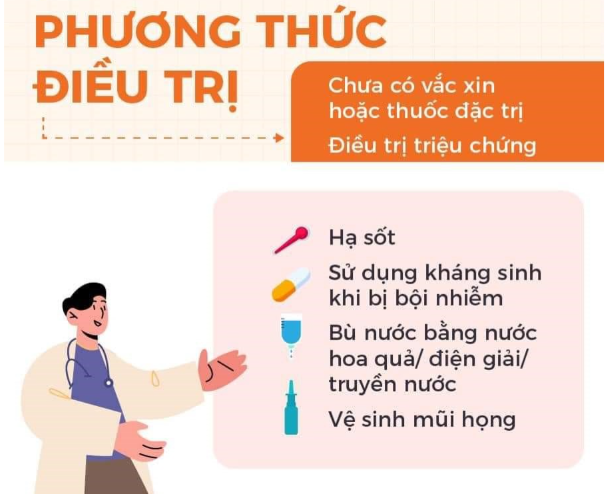 PHƯƠNG THỨC
ĐIỀU TRỊ
Chưa có vắc xin
hoặc thuốc đặc trị
Điều trị triệu chứng
Hạ sốt
Sử dụng kháng sinh
khi bị bội nhiễm
Bù nước bằng nước
hoa quả/ điện giải/
truyền nước
Vệ sinh mũi họng